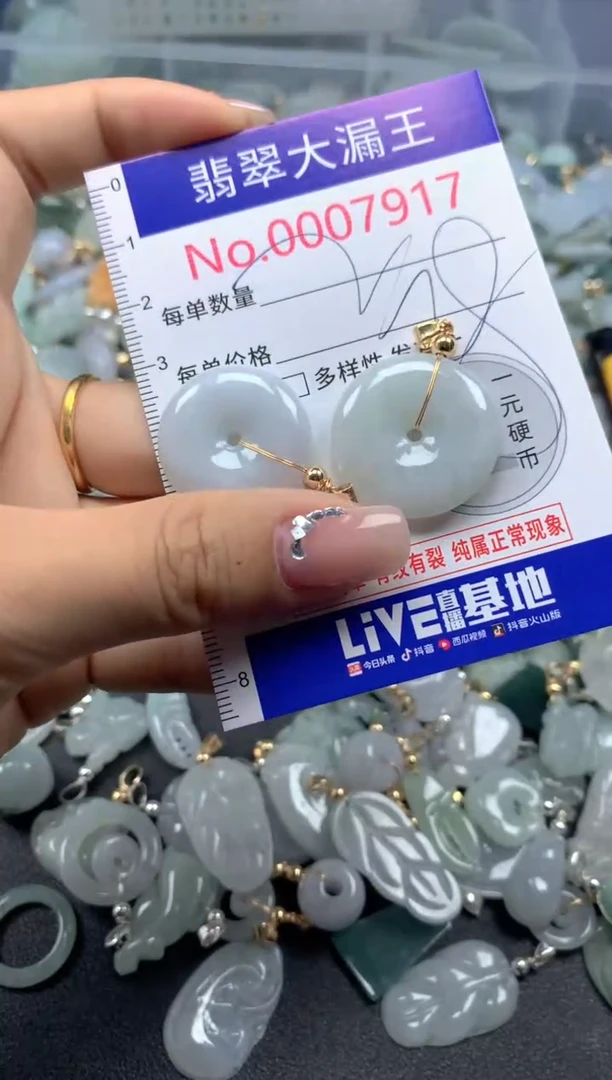 翡翠大漏王
No.0007917
0
1
2
3
每单数量
每单价格
多样性 发
一元硬币
有纹有裂 纯属正常现象
LiVE直播基地
今日头条 抖音 西瓜视频 抖音火山版
8